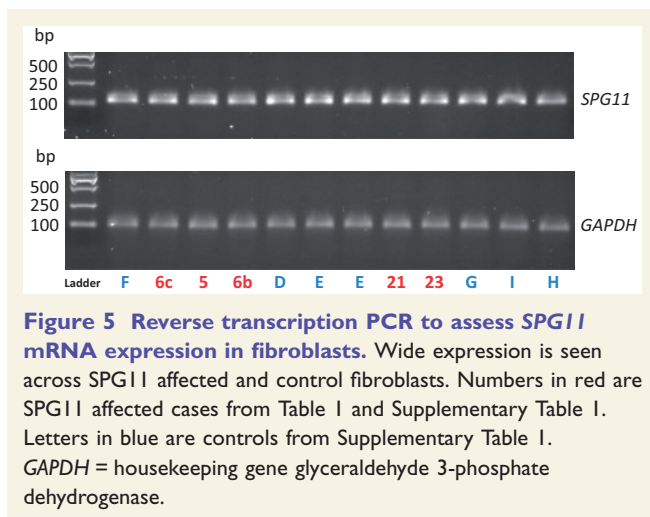 bp
500
250
100
SPG11
bp
500
250
100
GAPDH
Ladder F 6c 5 6b D E E 21 23 G I H
Figure 5 Reverse transcription PCR to assess SPG11
mRNA expression in fibroblasts. Wide expression is seen
across SPG11 affected and control fibroblasts. Numbers in red are
SPG11 affected cases from Table 1 and Supplementary Table 1.
Letters in blue are controls from Supplementary Table 1.
GAPDH = housekeeping gene glyceraldehyde 3-phosphate
dehydrogenase.